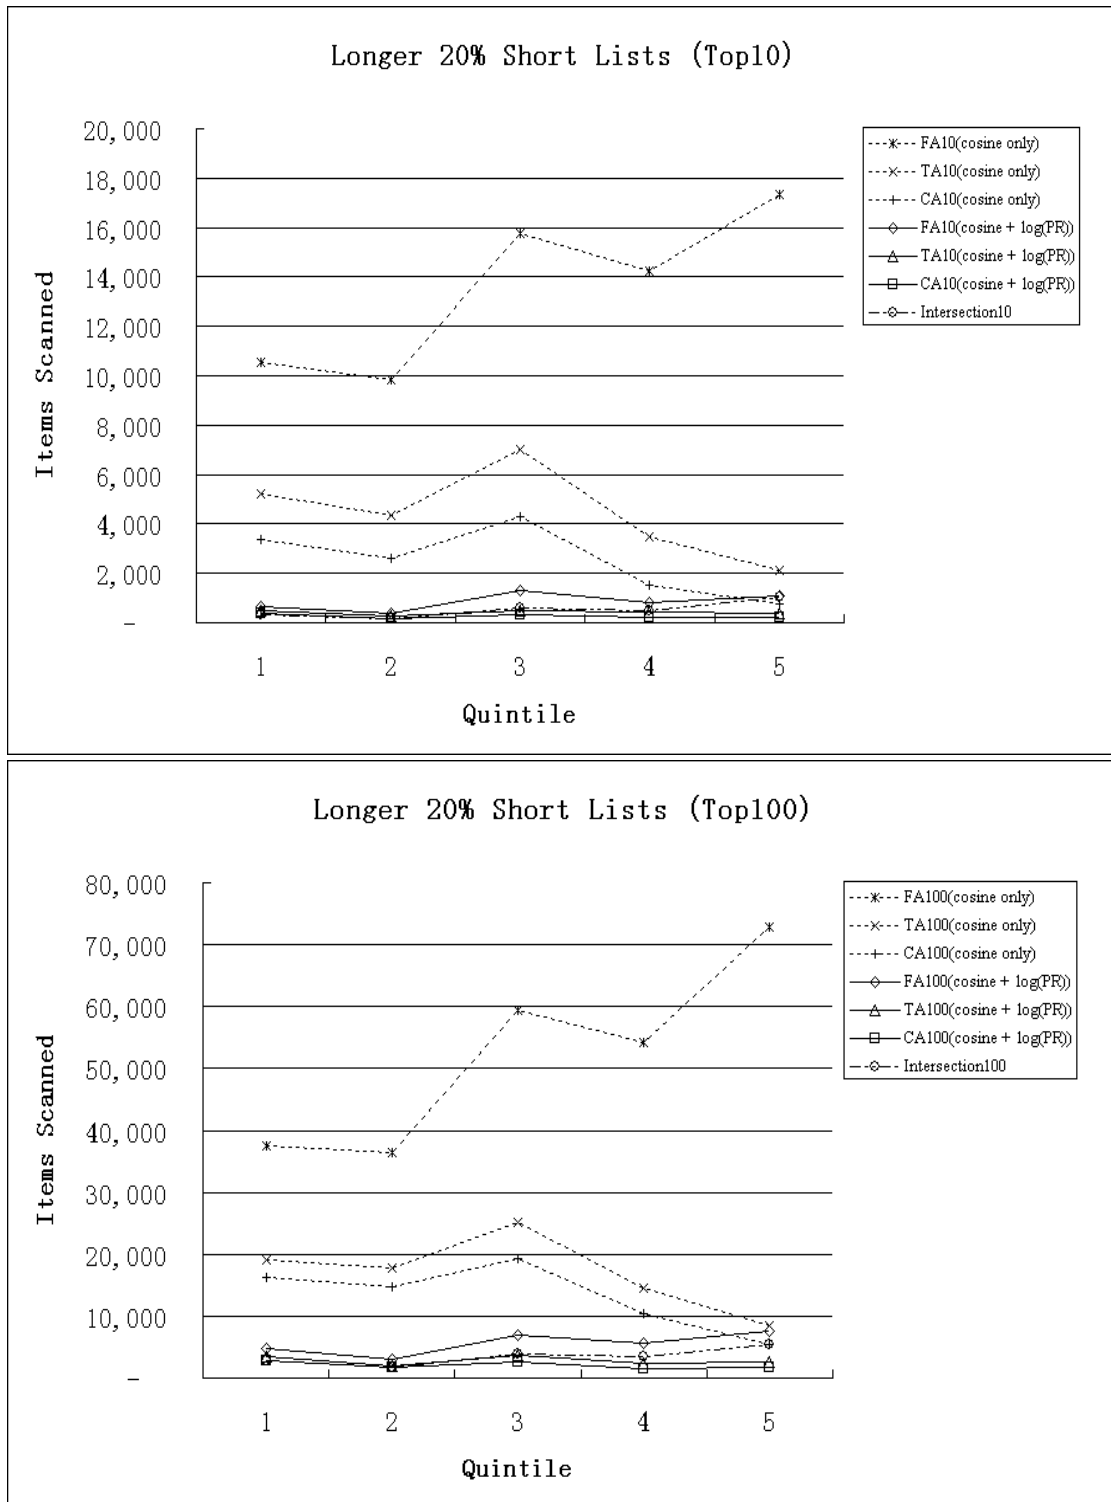 Longer 20% Short Lists (Top10)
20,000
18,000
16,000
14,000
12,000
10,000
8,000
6,000
4,000
2,000
-
Items Scanned
1 2 3 4 5
Quintile
FA10(cosine only)
TA10(cosine only)
CA10(cosine only)
FA10(cosine + log(PR))
TA10(cosine + log(PR))
CA10(cosine + log(PR))
Intersection10
Longer 20% Short Lists (Top100)
80,000
70,000
60,000
50,000
40,000
30,000
20,000
10,000
-
Items Scanned
1 2 3 4 5
Quintile
FA100(cosine only)
TA100(cosine only)
CA100(cosine only)
FA100(cosine + log(PR))
TA100(cosine + log(PR))
CA100(cosine + log(PR))
Intersection100